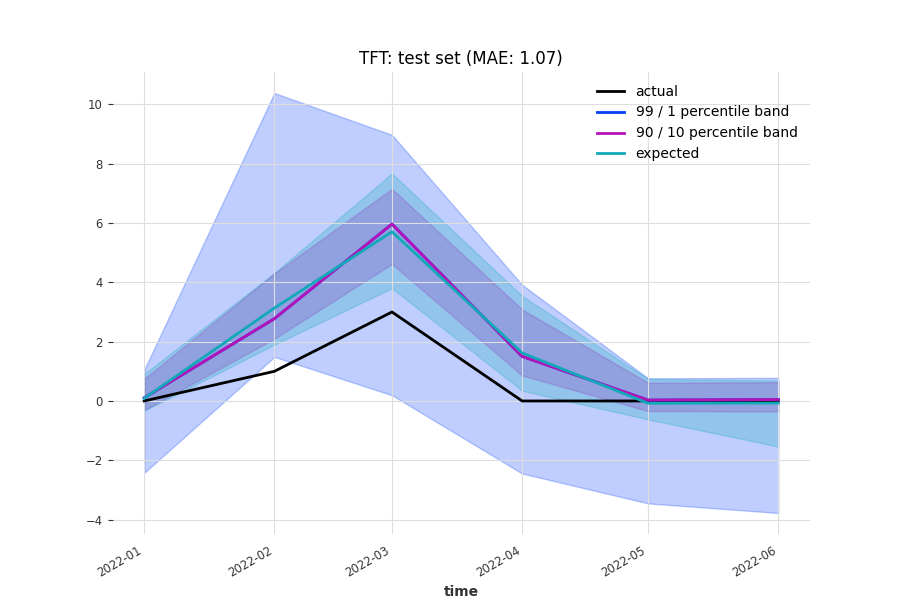 TFT: test set (MAE: 1.07)
actual
99 / 1 percentile band
90 / 10 percentile band
expected
10
8
6
4
2
0
−2
−4
2022-01
2022-02
2022-03
2022-04
2022-05
2022-06
time